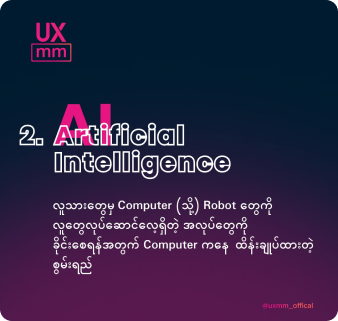 UX
mm
AI
2. Artificial
Intelligence
လူသားတွေမှ Computer (သို့) Robot တွေကို
လူတွေလုပ်ဆောင်လေ့ရှိတဲ့ အလုပ်တွေကို
ခိုင်းစေရန်အတွက် Computer ကနေ ထိန်းချုပ်ထားတဲ့
စွမ်းရည်
@uxmm_offical